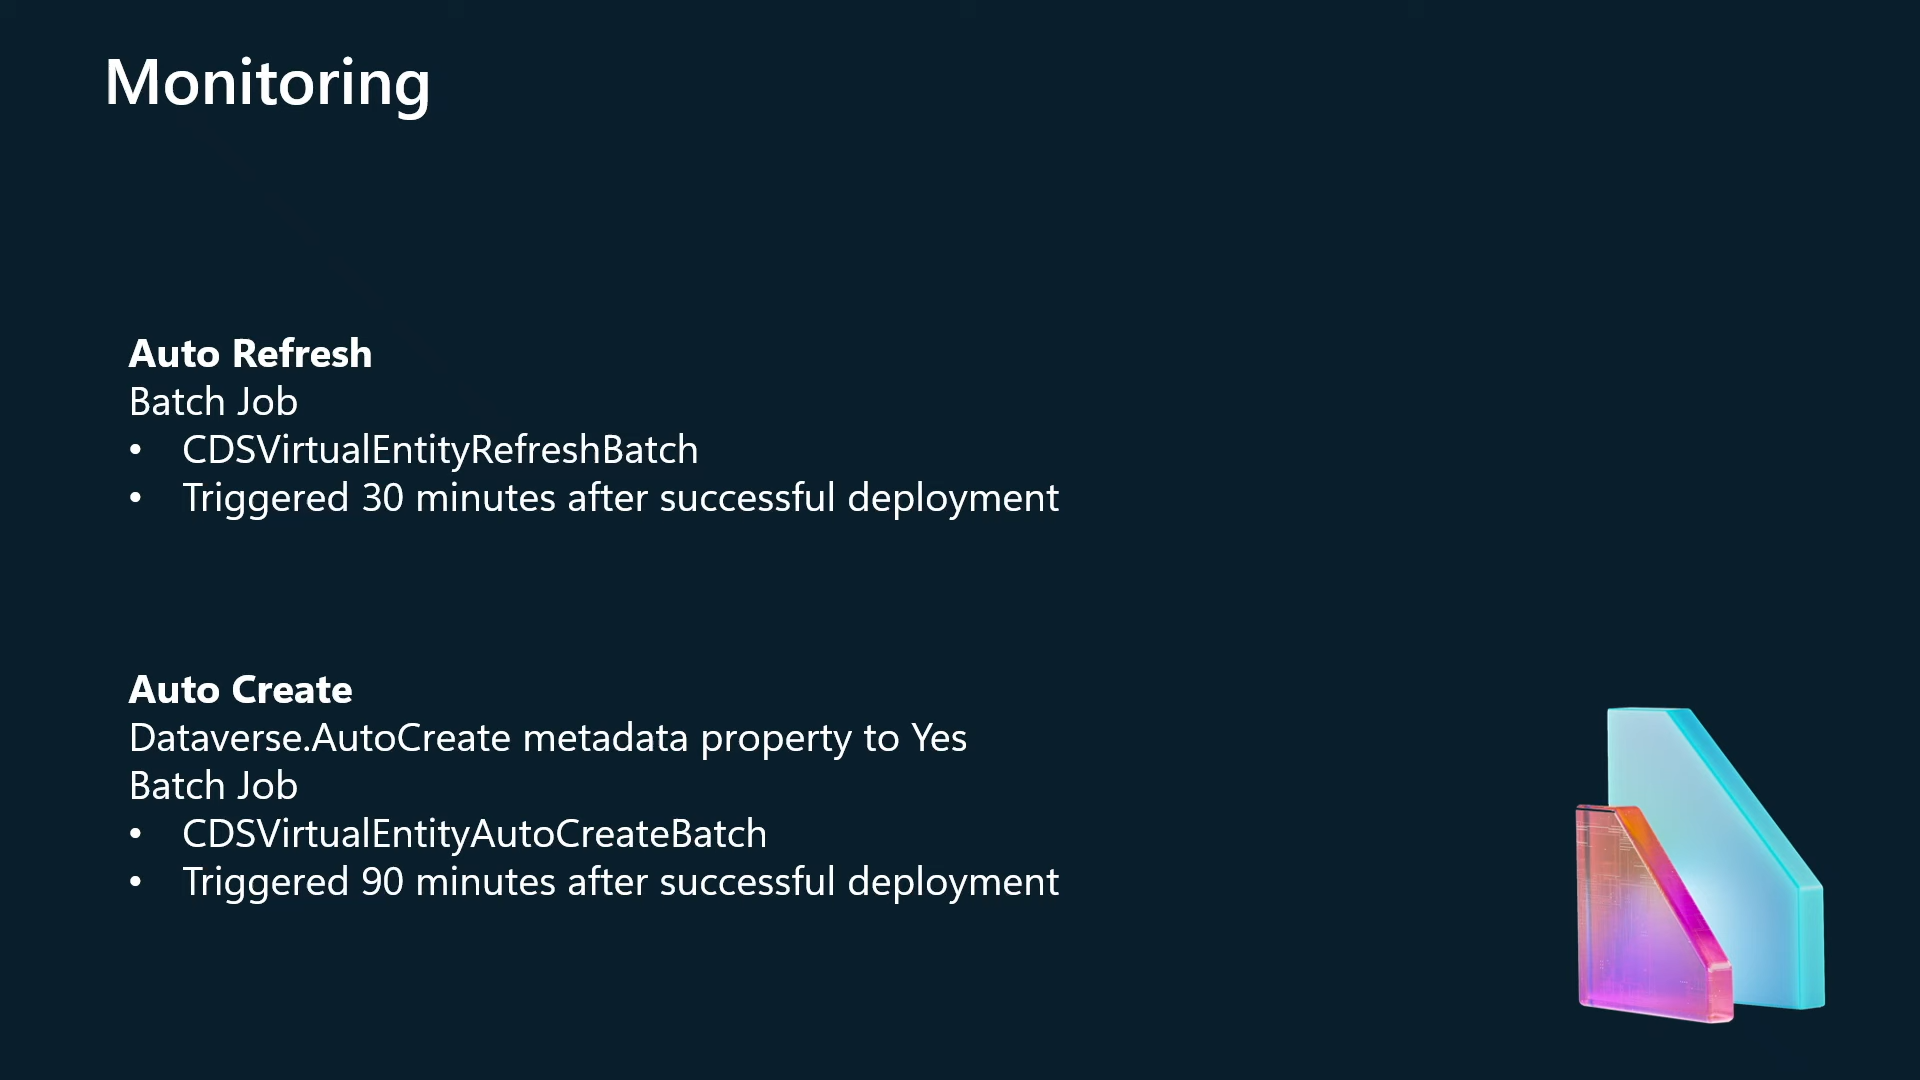 Monitoring
Auto Refresh
Batch Job
• CDSVirtualEntityRefreshBatch
• Triggered 30 minutes after successful deployment
Auto Create
Dataverse.AutoCreate metadata property to Yes
Batch Job
• CDSVirtualEntityAutoCreateBatch
• Triggered 90 minutes after successful deployment